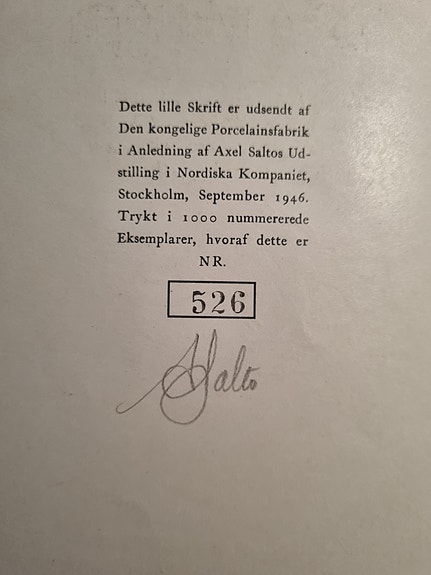 Dette lille Skrift er udsendt af
Den kongelige Porcelainsfabrik
i Anledning af Axel Saltos Ud-
stilling i Nordiska Kompaniet,
Stockholm, September 1946.
Trykt i 1000 nummererede
Eksemplarer, hvoraf dette er
NR.
526
A Salto